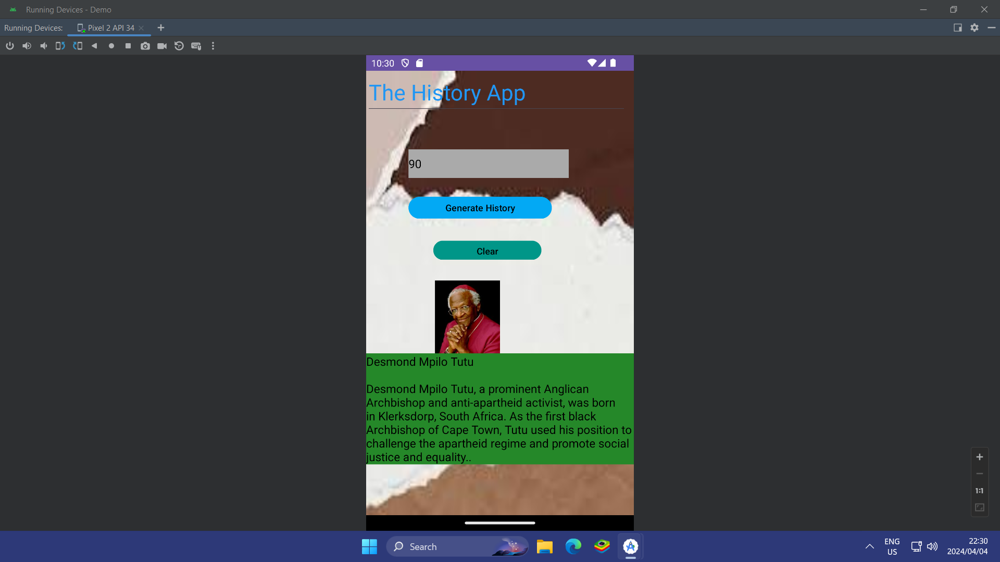 Running Devices - Demo
Running Devices:
Pixel 2 API 34
10:30
The History App
90
Generate History
Clear
Desmond Mpilo Tutu
Desmond Mpilo Tutu, a prominent Anglican
Archbishop and anti-apartheid activist, was born
in Klerksdorp, South Africa. As the first black
Archbishop of Cape Town, Tutu used his position to
challenge the apartheid regime and promote social
justice and equality..
1:1
Search
ENG
US
22:30
2024/04/04